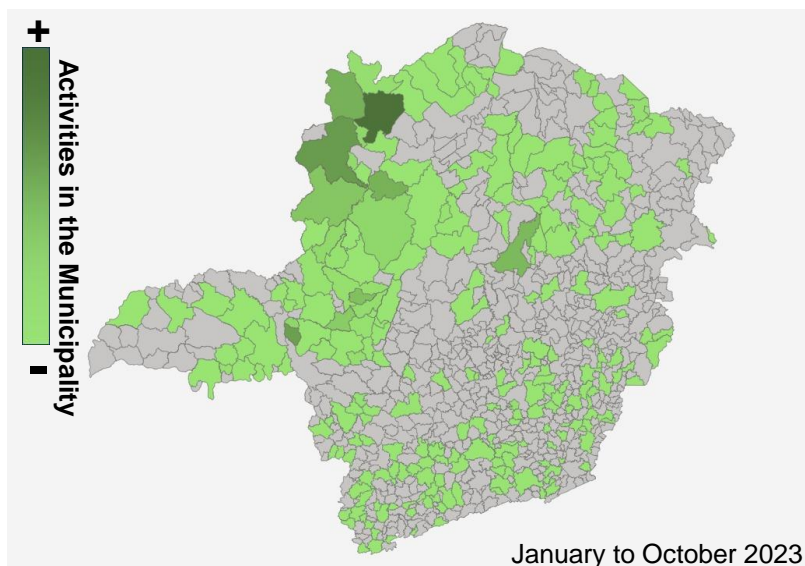 +
Activities in the Municipality
-
January to October 2023